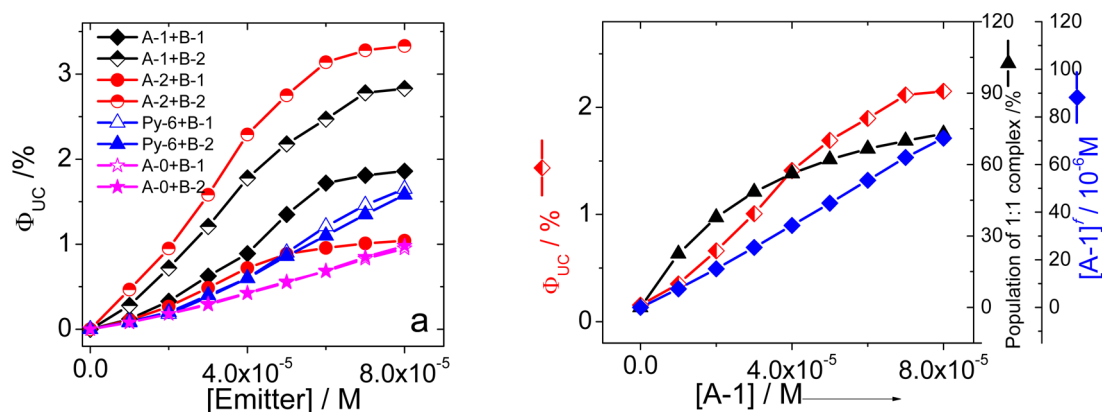 Φ_UC /%
3
2
1
0
A-1+B-1
A-1+B-2
A-2+B-1
A-2+B-2
Py-6+B-1
Py-6+B-2
A-0+B-1
A-0+B-2
a
0.0 4.0x10⁻⁵ 8.0x10⁻⁵
[Emitter] / M
Φ_UC / %
2
1
0
0.0 4.0x10⁻⁵ 8.0x10⁻⁵
[A-1] / M
120
90
60
30
0
Population of 1:1 complex /%
120
100
80
60
40
20
0
[A-1]ᶠ / 10⁻⁶M